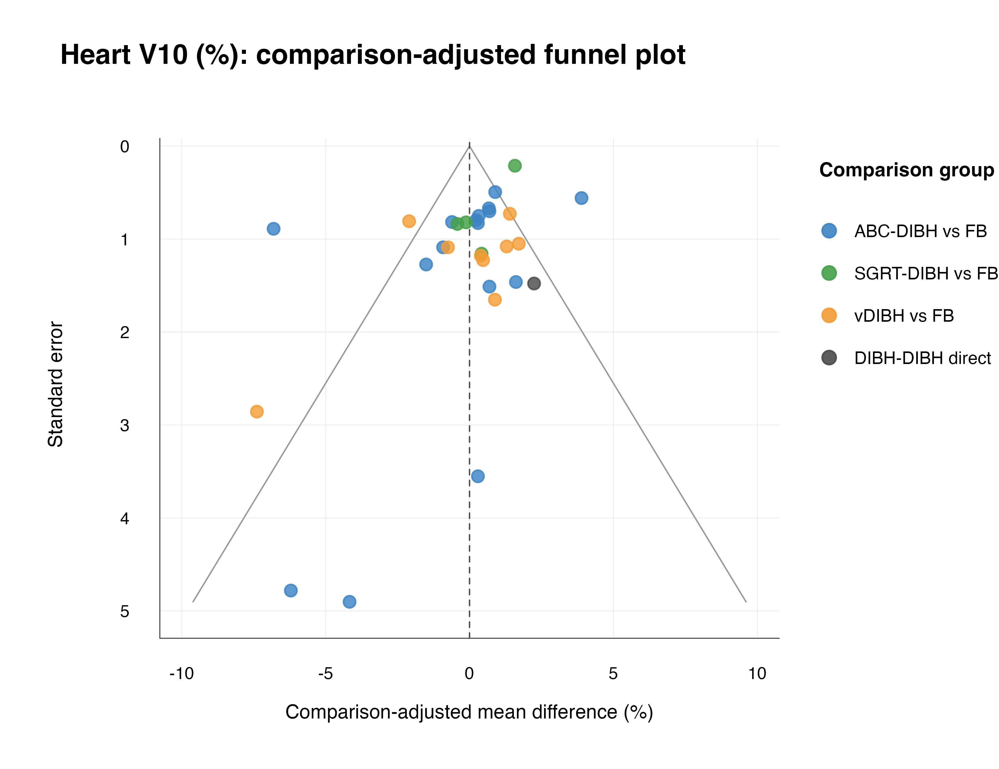 Heart V10 (%): comparison-adjusted funnel plot
0
1
2
3
4
5
Standard error
-10
-5
0
5
10
Comparison-adjusted mean difference (%)
Comparison group
ABC-DIBH vs FB
SGRT-DIBH vs FB
vDIBH vs FB
DIBH-DIBH direct